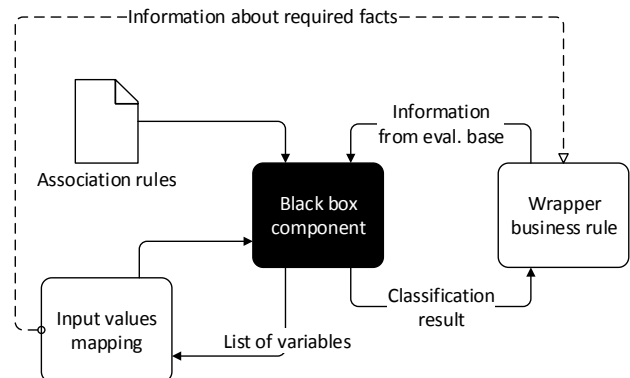 Information about required facts
Information
from eval. base
Association rules
Black box
component
Wrapper
business rule
Input values
mapping
List of variables
Classification
result